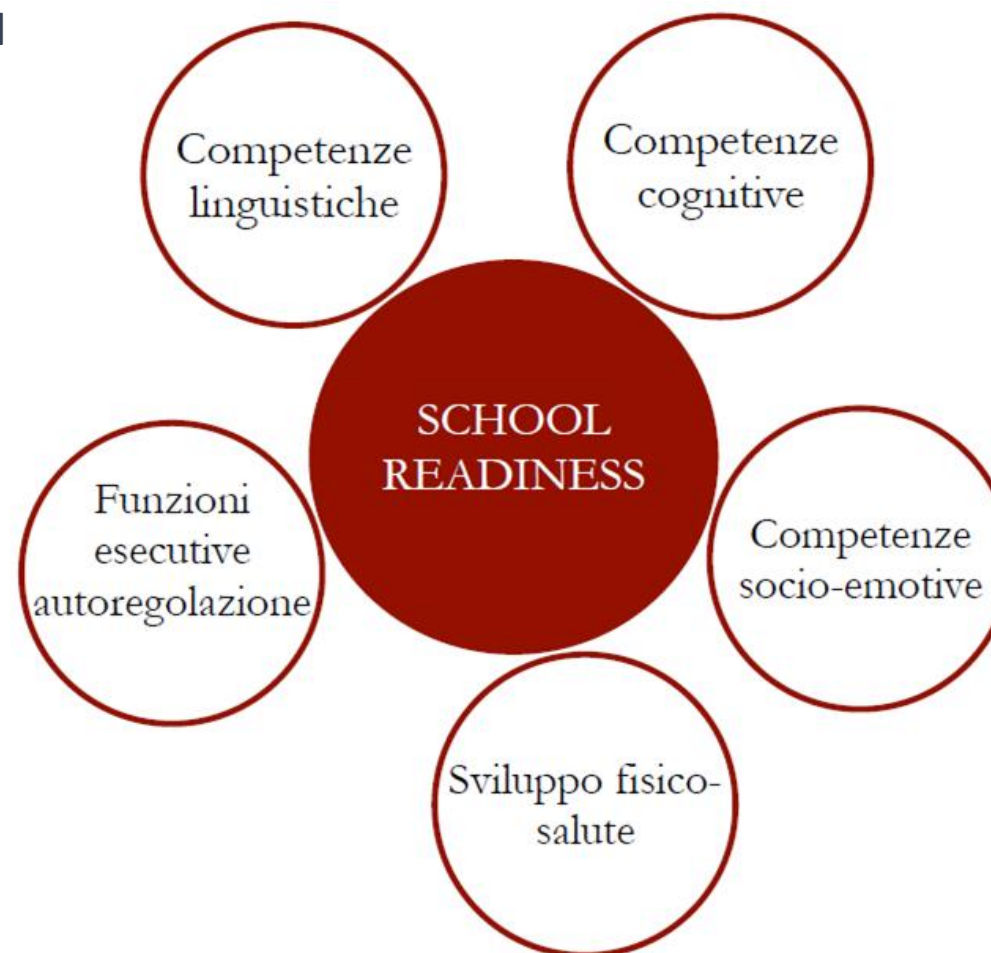 Competenze
linguistiche
Competenze
cognitive
SCHOOL
READINESS
Funzioni
esecutive
autoregolazione
Competenze
socio-emotive
Sviluppo fisico-
salute